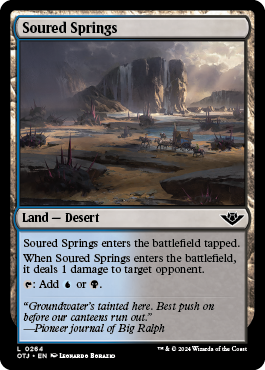 Soured Springs
Land — Desert
Soured Springs enters the battlefield tapped.
When Soured Springs enters the battlefield,
it deals 1 damage to target opponent.
: Add or .
“Groundwater’s tainted here. Best push on
before our canteens run out.”
—Pioneer journal of Big Ralph
L 0264
OTJ • EN Leonardo Borazio
™ & © 2024 Wizards of the Coast